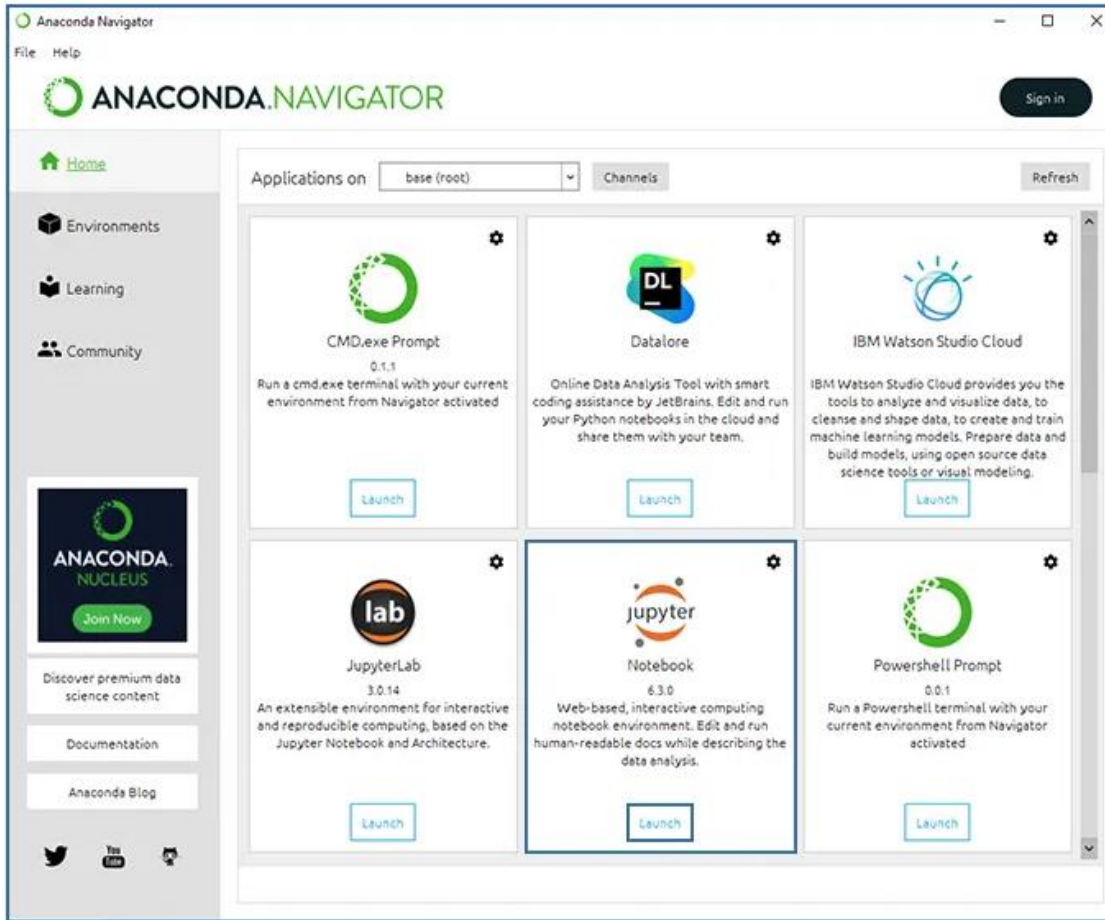 Anaconda Navigator
File Help
ANACONDA.NAVIGATOR
Sign in
Home
Environments
Learning
Community
ANACONDA.
NUCLEUS
Join Now
Discover premium data
science content
Documentation
Anaconda Blog
You
Tube
Applications on base (root) Channels Refresh
CMD.exe Prompt
0.1.1
Run a cmd.exe terminal with your current
environment from Navigator activated
Launch
DL
Datalore
Online Data Analysis Tool with smart
coding assistance by JetBrains. Edit and run
your Python notebooks in the cloud and
share them with your team.
Launch
IBM Watson Studio Cloud
IBM Watson Studio Cloud provides you the
tools to analyze and visualize data, to
cleanse and shape data, to create and train
machine learning models. Prepare data and
build models, using open source data
science tools or visual modeling.
Launch
lab
JupyterLab
3.0.14
An extensible environment for interactive
and reproducible computing, based on the
Jupyter Notebook and Architecture.
Launch
jupyter
Notebook
6.3.0
Web-based, interactive computing
notebook environment. Edit and run
human-readable docs while describing the
data analysis.
Launch
Powershell Prompt
0.0.1
Run a Powershell terminal with your
current environment from Navigator
activated
Launch